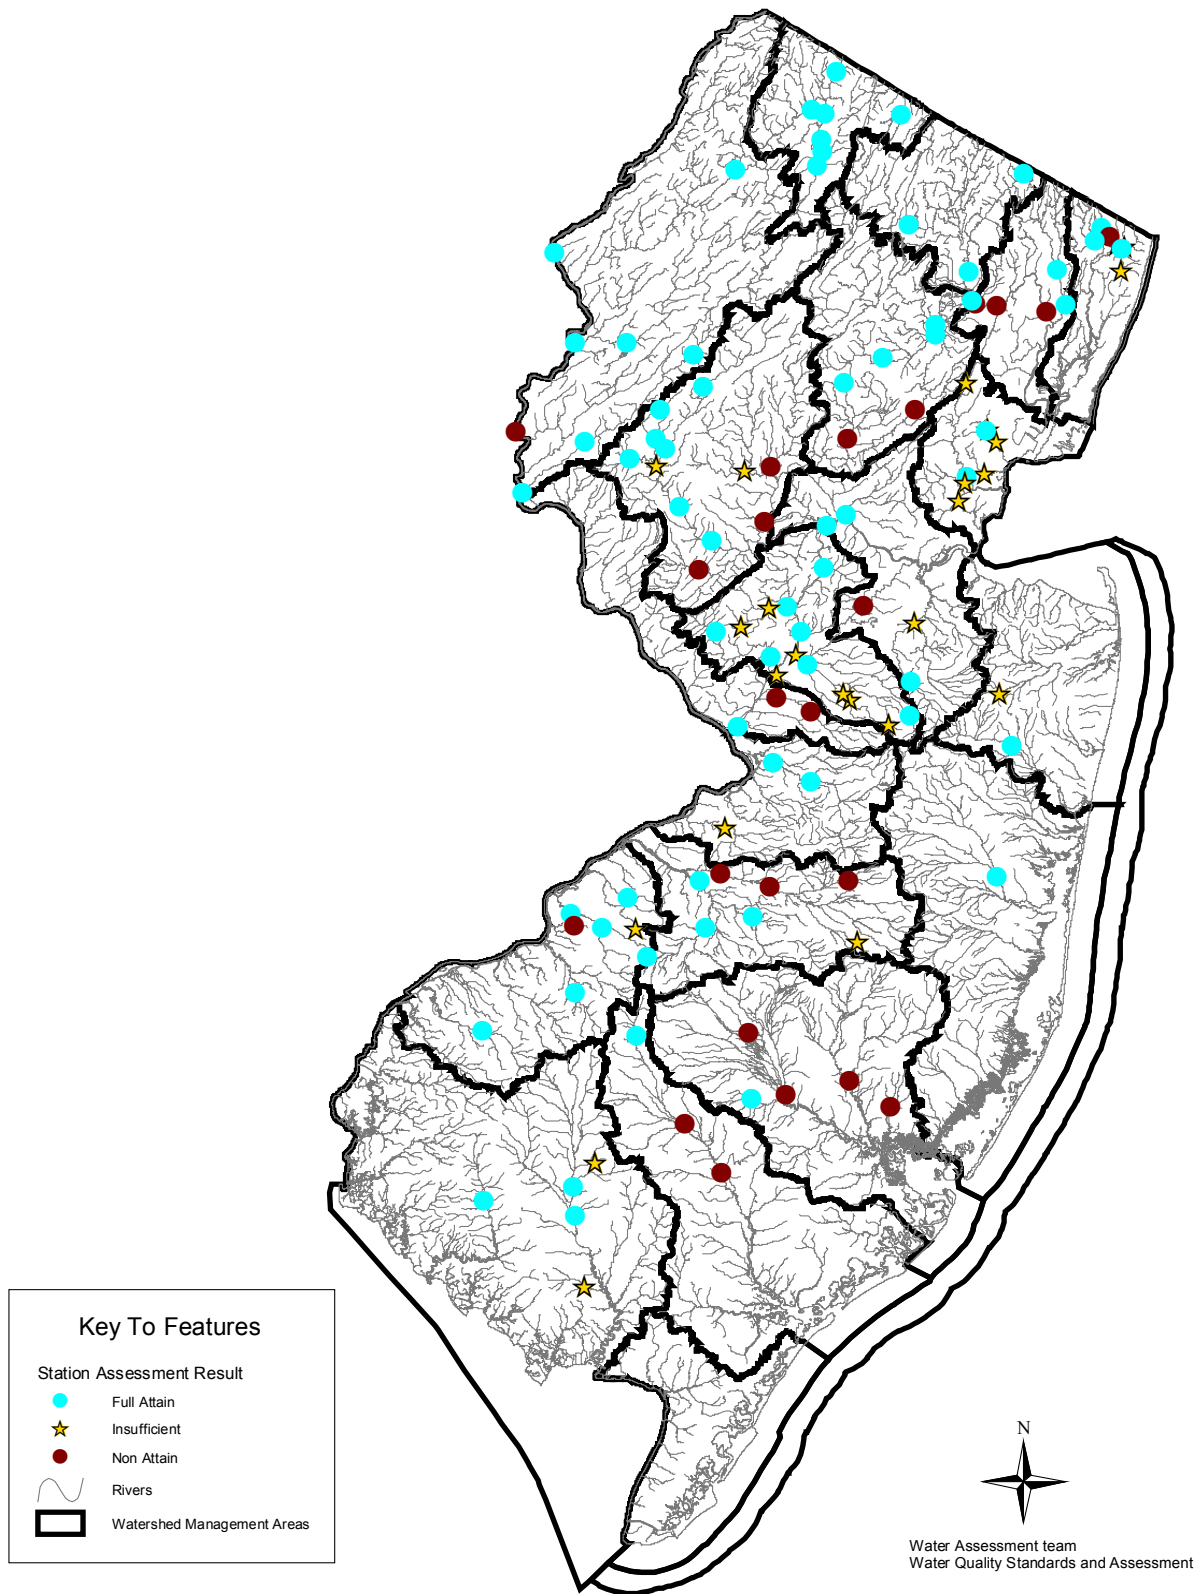 Key To Features
Station Assessment Result
Full Attain
Insufficient
Non Attain
Rivers
Watershed Management Areas
N
Water Assessment team
Water Quality Standards and Assessment